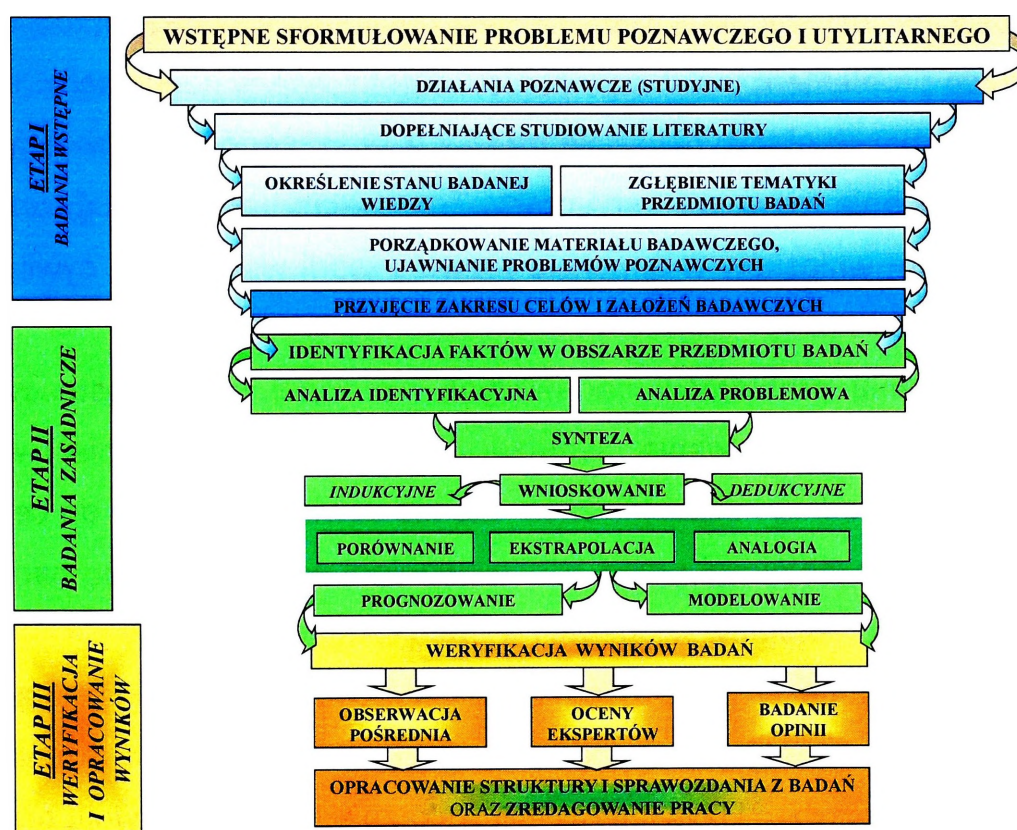 WSTĘPNE SFORMUŁOWANIE PROBLEMU POZNAWCZEGO I UTYLITARNEGO
ETAP I
BADANIA WSTĘPNE
DZIAŁANIA POZNAWCZE (STUDYJNE)
DOPEŁNIAJĄCE STUDIOWANIE LITERATURY
OKREŚLENIE STANU BADANEJ
WIEDZY
ZGŁĘBIENIE TEMATYKI
PRZEDMIOTU BADAŃ
PORZĄDKOWANIE MATERIAŁU BADAWCZEGO,
UJAWNIANIE PROBLEMÓW POZNAWCZYCH
PRZYJĘCIE ZAKRESU CELÓW I ZAŁOŻEŃ BADAWCZYCH
ETAP II
BADANIA ZASADNICZE
IDENTYFIKACJA FAKTÓW W OBSZARZE PRZEDMIOTU BADAŃ
ANALIZA IDENTYFIKACYJNA
ANALIZA PROBLEMOWA
SYNTEZA
INDUKCYJNE
WNIOSKOWANIE
DEDUKCYJNE
PORÓWNANIE
EKSTRAPOLACJA
ANALOGIA
PROGNOZOWANIE
MODELOWANIE
ETAP III
WERYFIKACJA
I OPRACOWANIE
WYNIKÓW
WERYFIKACJA WYNIKÓW BADAŃ
OBSERWACJA
POŚREDNIA
OCENY
EKSPERTÓW
BADANIE
OPINII
OPRACOWANIE STRUKTURY I SPRAWOZDANIA Z BADAŃ
ORAZ ZREDAGOWANIE PRACY